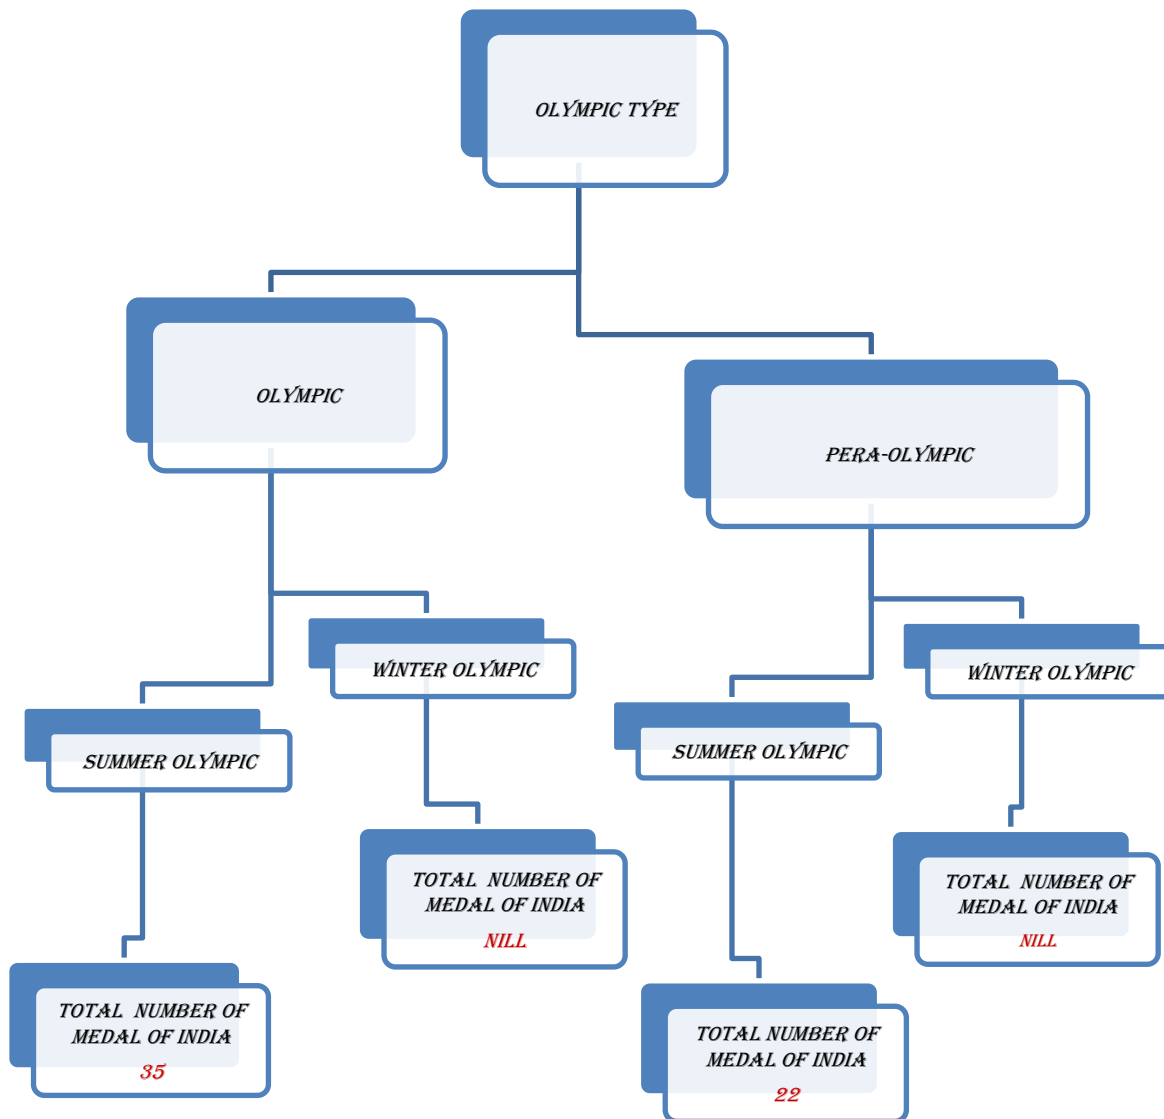 OLYMPIC TYPE
OLYMPIC
PERA-OLYMPIC
WINTER OLYMPIC
WINTER OLYMPIC
SUMMER OLYMPIC
SUMMER OLYMPIC
TOTAL NUMBER OF
MEDAL OF INDIA
NILL
TOTAL NUMBER OF
MEDAL OF INDIA
NILL
TOTAL NUMBER OF
MEDAL OF INDIA
35
TOTAL NUMBER OF
MEDAL OF INDIA
22